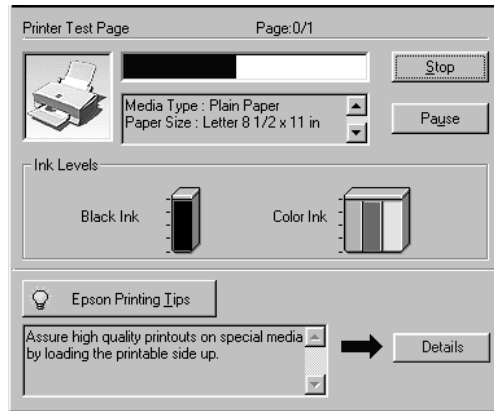 Printer Test Page Page:0/1
Stop
Media Type : Plain Paper
Paper Size : Letter 8 1/2 x 11 in
Pause
Ink Levels
Black Ink Color Ink
Epson Printing Tips
Assure high quality printouts on special media
by loading the printable side up.
Details